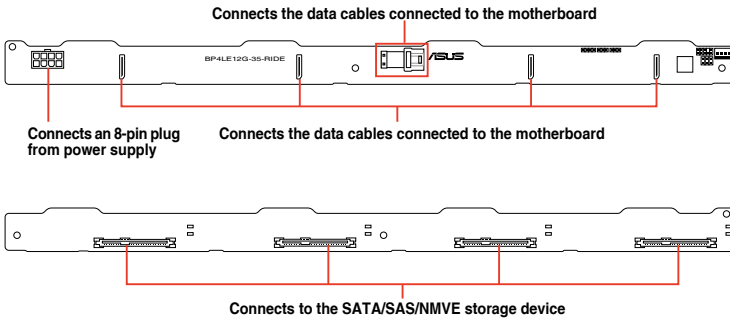 Connects the data cables connected to the motherboard
BP4LE12G-35-RIDE
ASUS
Connects an 8-pin plug
from power supply
Connects the data cables connected to the motherboard
Connects to the SATA/SAS/NMVE storage device